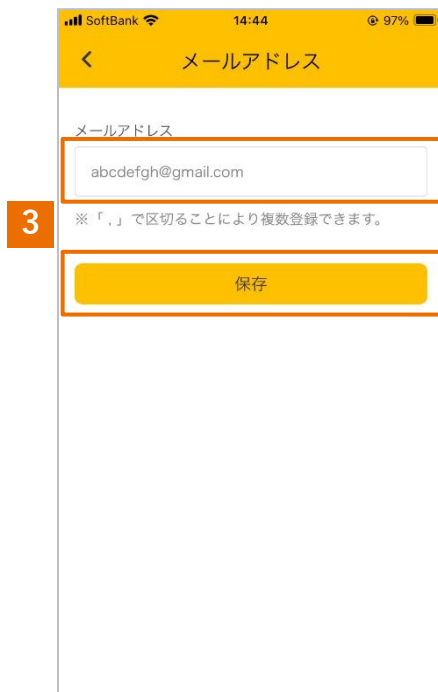 SoftBank 14:44 97%
メールアドレス
メールアドレス
abcdefgh@gmail.com
3
※「 , 」で区切ることにより複数登録できます。
保存